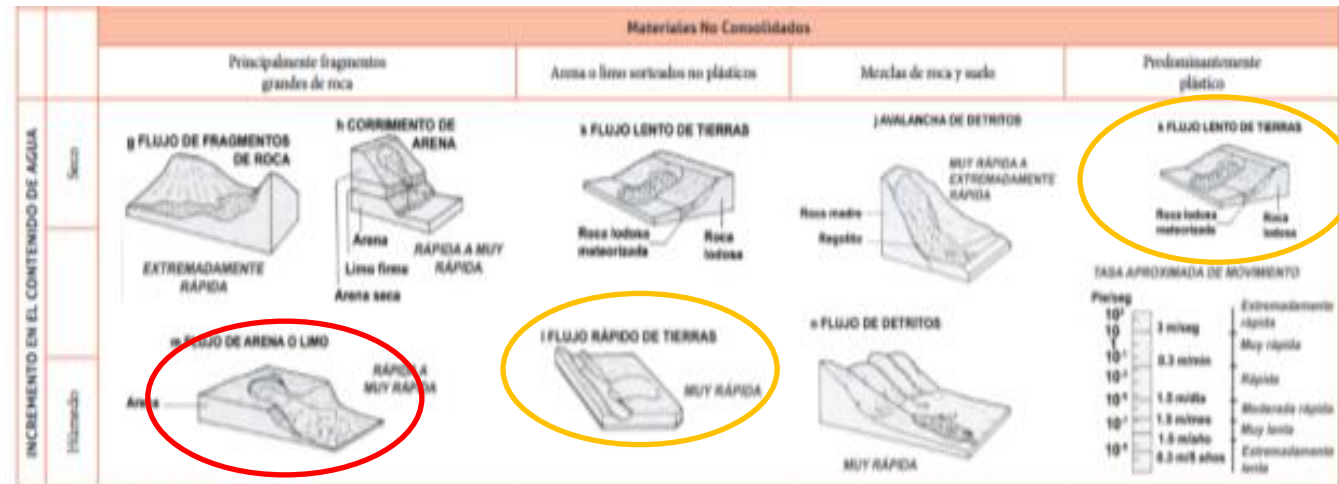 Materiales No Consolidados
Principalmente fragmentos
grandes de roca
Arena o limo sorteados no plásticos
Mezclas de roca y suelo
Predominantemente
plástico
INCREMENTO EN EL CONTENIDO DE AGUA
Seco
g FLUJO DE FRAGMENTOS
DE ROCA
EXTREMADAMENTE
RÁPIDA
h CORRIMIENTO DE
ARENA
Arena
Limo firme
Arena seca
RÁPIDA A MUY
RÁPIDA
k FLUJO LENTO DE TIERRAS
Roca lodosa
meteorizada
Roca
lodosa
j AVALANCHA DE DETRITOS
MUY RÁPIDA A
EXTREMADAMENTE
RÁPIDA
Roca madre
Regolito
k FLUJO LENTO DE TIERRAS
Roca lodosa
meteorizada
Roca
lodosa
m FLUJO DE ARENA O LIMO
RÁPIDA A
MUY RÁPIDA
Arena
l FLUJO RÁPIDO DE TIERRAS
MUY RÁPIDA
n FLUJO DE DETRITOS
MUY RÁPIDA
TASA APROXIMADA DE MOVIMIENTO
Pie/seg
3 m/seg
0.3 m/min
1.5 m/día
1.5 m/mes
1.5 m/año
0.3 m/5 años
Extremadamente
rápida
Muy rápida
Rápida
Moderada rápida
Muy lenta
Extremadamente
lenta